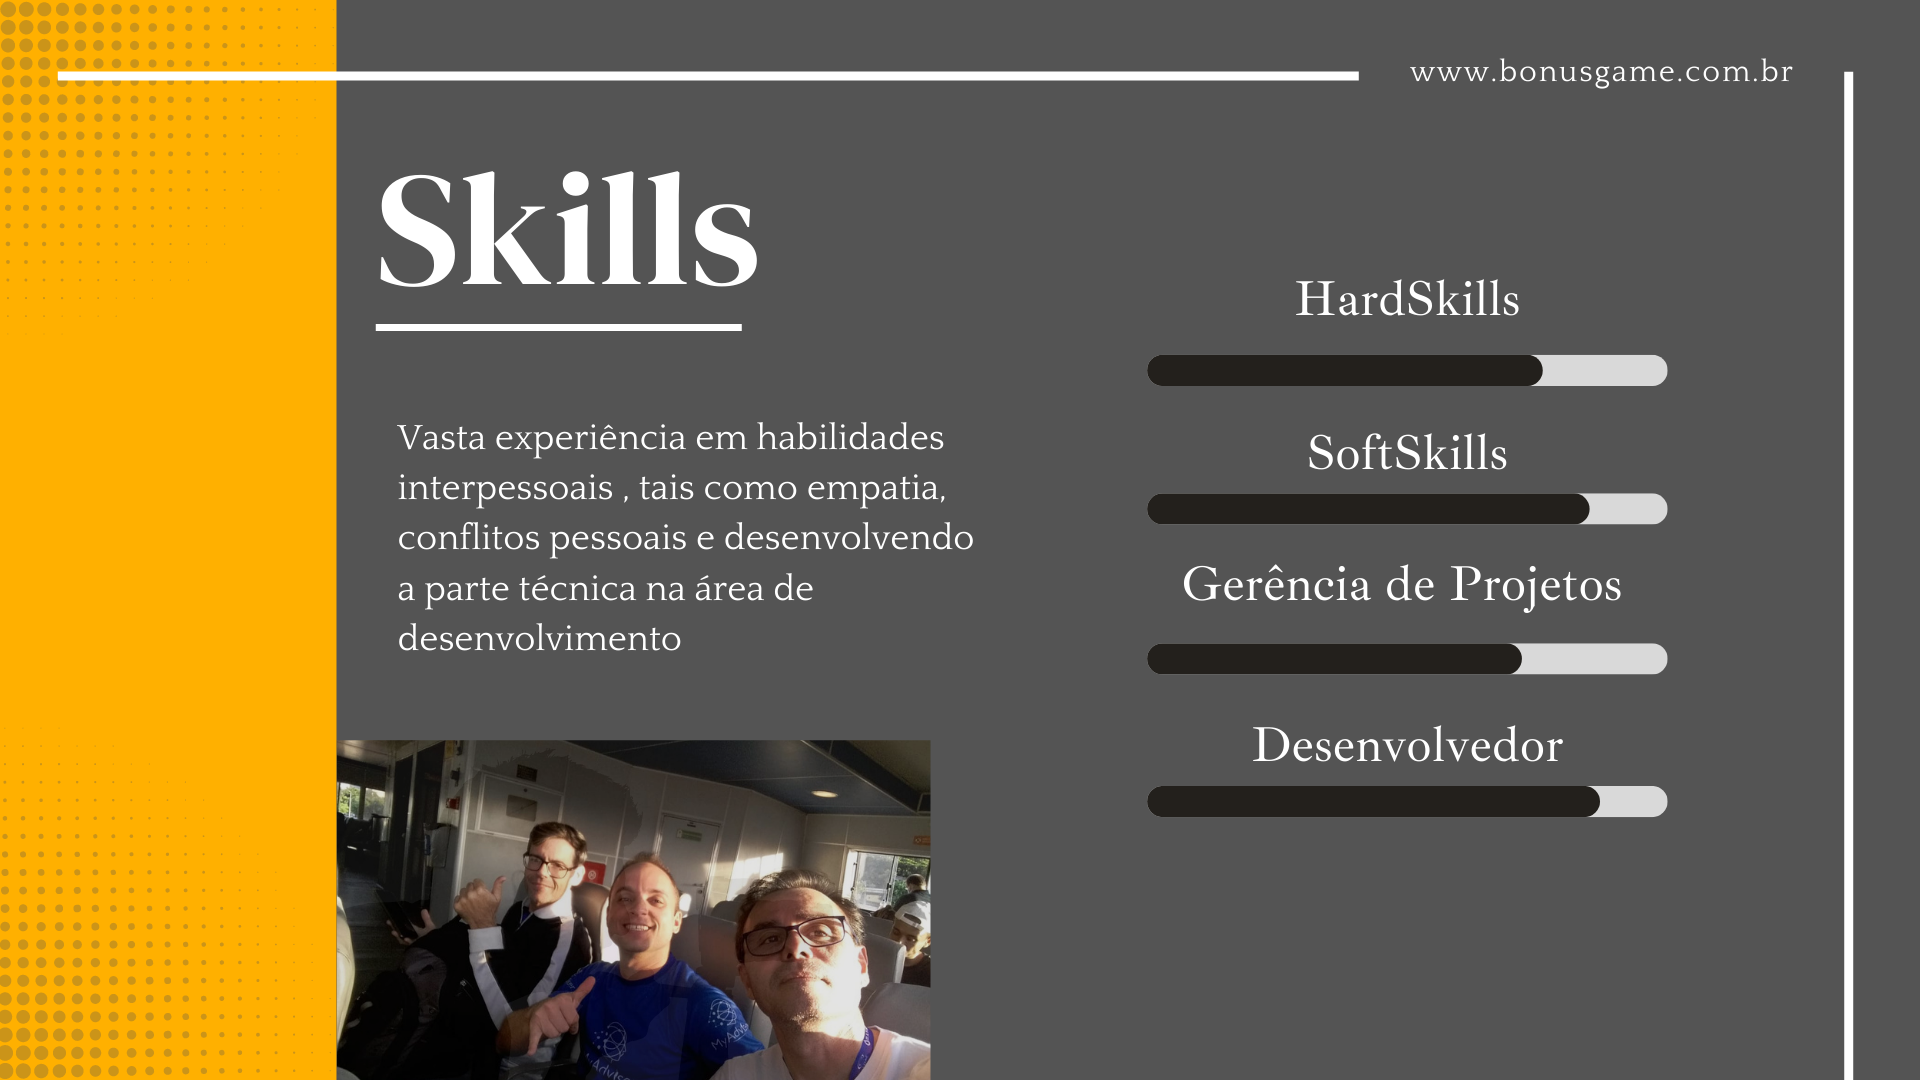 www.bonusgame.com.br
Skills
Vasta experiência em habilidades
interpessoais , tais como empatia,
conflitos pessoais e desenvolvendo
a parte técnica na área de
desenvolvimento
HardSkills
SoftSkills
Gerência de Projetos
Desenvolvedor